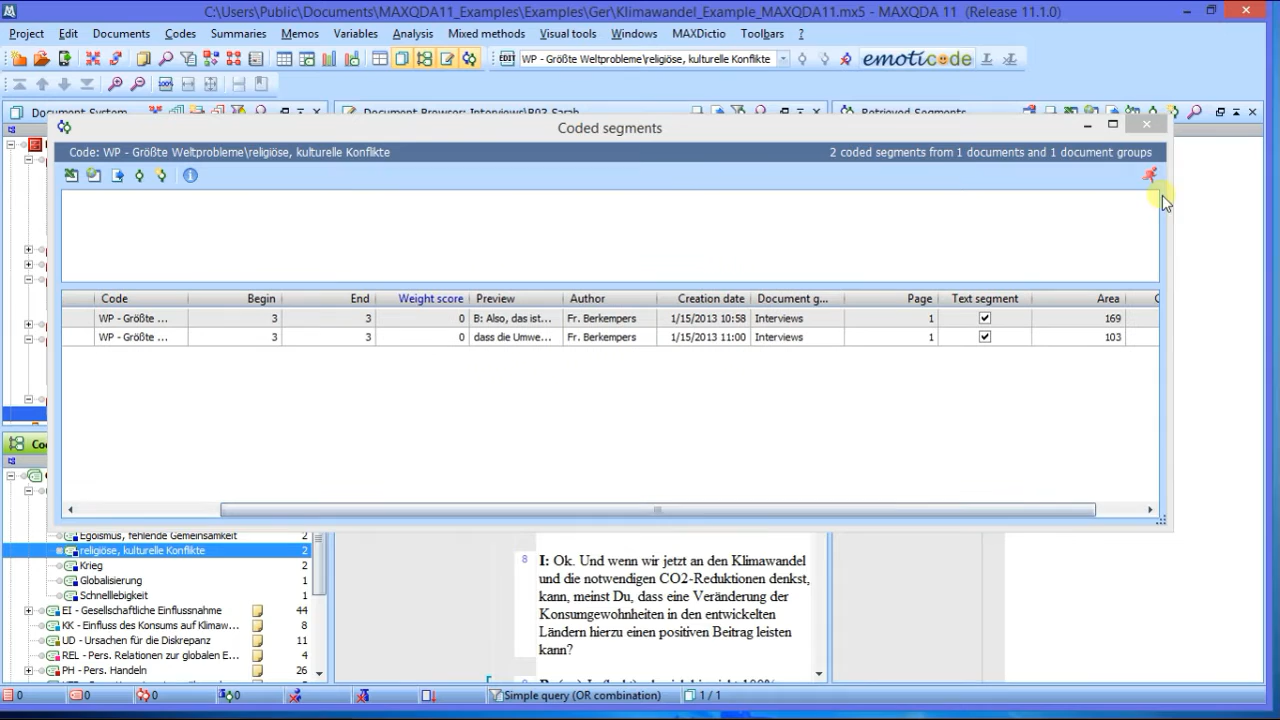 C:\Users\Public\Documents\MAXQDA11_Examples\Examples\Ger\Klimawandel_Example_MAXQDA11.mx5 - MAXQDA 11 (Release 11.1.0)
Project Edit Documents Codes Summaries Memos Variables Analysis Mixed methods Visual tools Windows MAXDictio Toolbars ?
EDIT WP - Größte Weltprobleme\religiöse, kulturelle Konflikte emoticode
Document System Document Browser: Interviews\B03 Sarah Retrieved Segments
Coded segments
Code: WP - Größte Weltprobleme\religiöse, kulturelle Konflikte 2 coded segments from 1 documents and 1 document groups
Code Begin End Weight score Preview Author Creation date Document g... Page Text segment Area
WP - Größte ... 3 3 0 B: Also, das ist... Fr. Berkempers 1/15/2013 10:58 Interviews 1 169
WP - Größte ... 3 3 0 dass die Umwe... Fr. Berkempers 1/15/2013 11:00 Interviews 1 103
Egoismus, fehlende Gemeinsamkeit 2
religiöse, kulturelle Konflikte 2
Krieg 2
Globalisierung 1
Schnelllebigkeit 1
EI - Gesellschaftliche Einflussnahme 44
KK - Einfluss des Konsums auf Klimaw... 8
UD - Ursachen für die Diskrepanz 11
REL - Pers. Relationen zur globalen E... 4
PH - Pers. Handeln 26
8 I: Ok. Und wenn wir jetzt an den Klimawandel
und die notwendigen CO2-Reduktionen denkst,
kann, meinst Du, dass eine Veränderung der
Konsumgewohnheiten in den entwickelten
Ländern hierzu einen positiven Beitrag leisten
kann?
0 0 0 0 Simple query (OR combination) 1 / 1